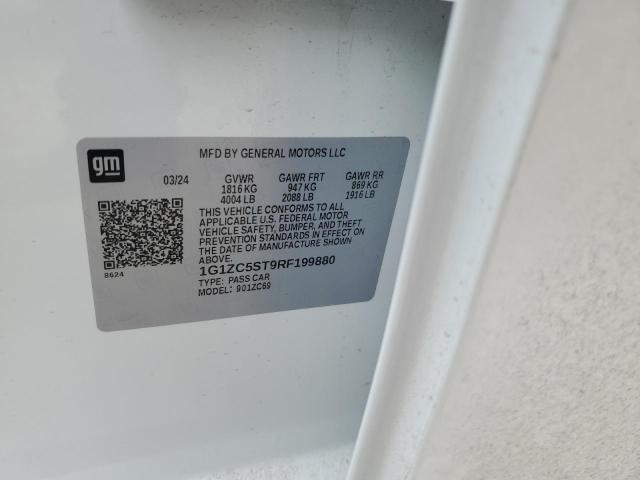 gm
MFD BY GENERAL MOTORS LLC
03/24 GVWR GAWR FRT GAWR RR
1816 KG 947 KG 869 KG
4004 LB 2088 LB 1916 LB
THIS VEHICLE CONFORMS TO ALL
APPLICABLE U.S. FEDERAL MOTOR
VEHICLE SAFETY, BUMPER, AND THEFT
PREVENTION STANDARDS IN EFFECT ON
THE DATE OF MANUFACTURE SHOWN
ABOVE.
8624
1G1ZC5ST9RF199880
TYPE: PASS CAR
MODEL: 901ZC69